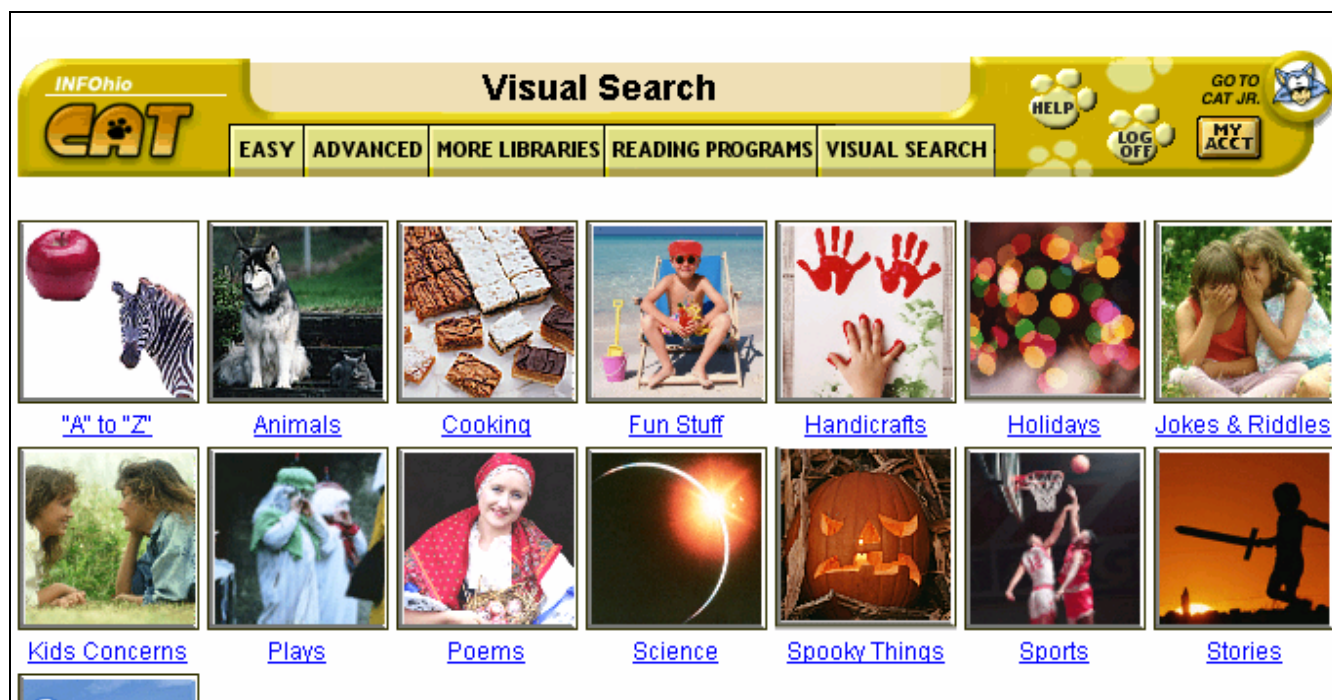 INFOhio
CAT
Visual Search
EASY
ADVANCED
MORE LIBRARIES
READING PROGRAMS
VISUAL SEARCH
HELP
LOG
OFF
GO TO
CAT JR.
MY
ACCT
"A" to "Z"
Animals
Cooking
Fun Stuff
Handicrafts
Holidays
Jokes & Riddles
Kids Concerns
Plays
Poems
Science
Spooky Things
Sports
Stories